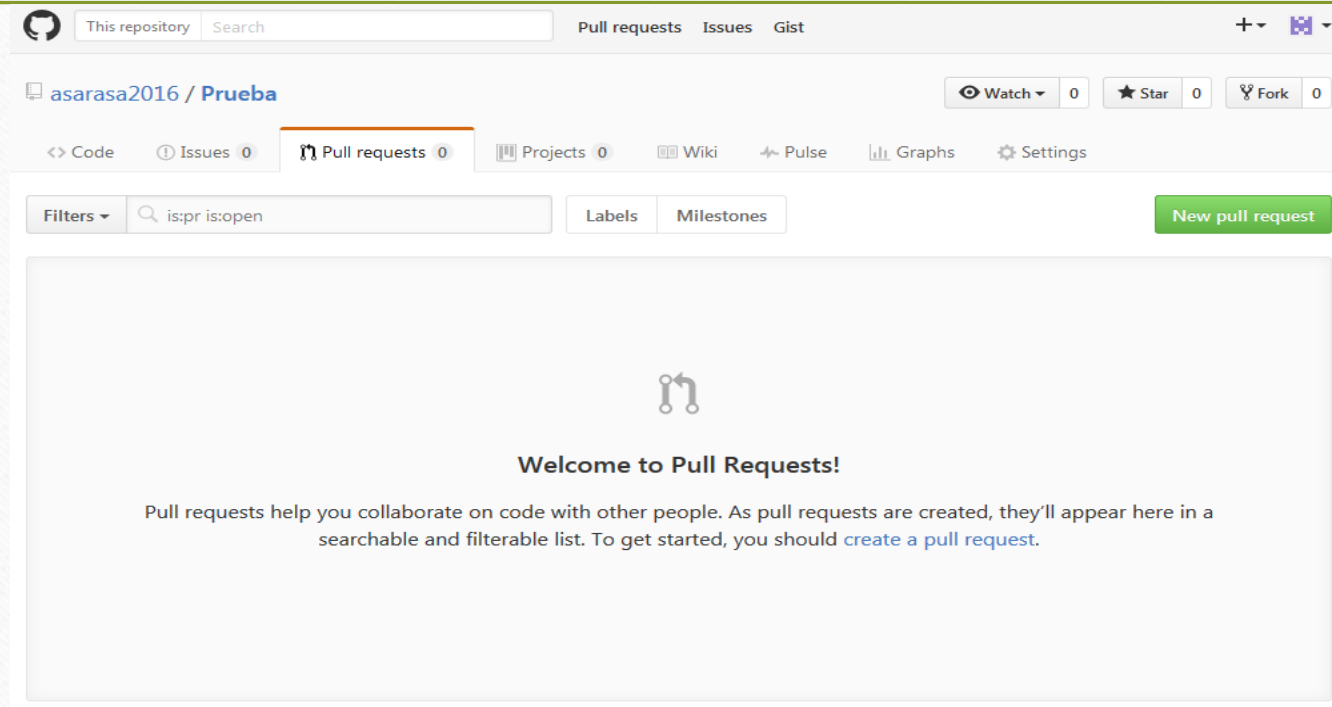 This repository Search Pull requests Issues Gist
asarasa2016 / Prueba Watch 0 Star 0 Fork 0
Code Issues 0 Pull requests 0 Projects 0 Wiki Pulse Graphs Settings
Filters is:pr is:open Labels Milestones New pull request
Welcome to Pull Requests!
Pull requests help you collaborate on code with other people. As pull requests are created, they’ll appear here in a
searchable and filterable list. To get started, you should create a pull request.